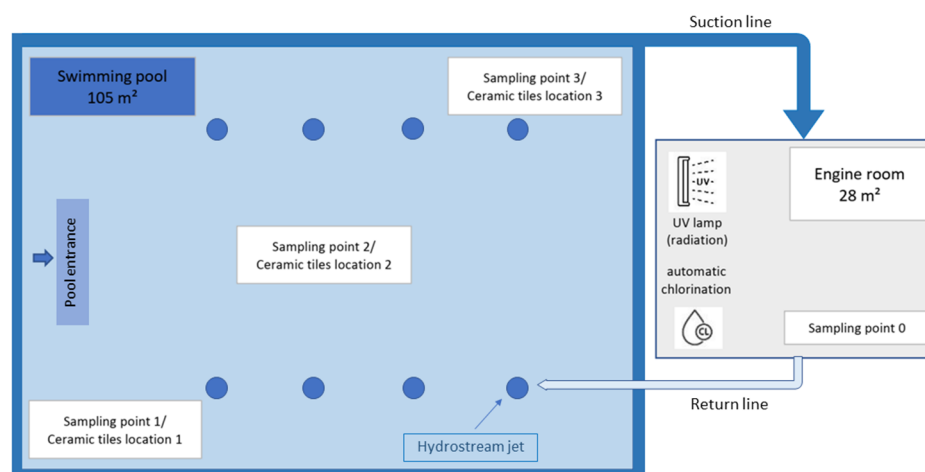 Suction line
Swimming pool
105 m²
Sampling point 3/
Ceramic tiles location 3
Engine room
28 m²
UV
UV lamp
(radiation)
Pool entrance
Sampling point 2/
Ceramic tiles location 2
automatic
chlorination
CL
Sampling point 0
Return line
Sampling point 1/
Ceramic tiles location 1
Hydrostream jet